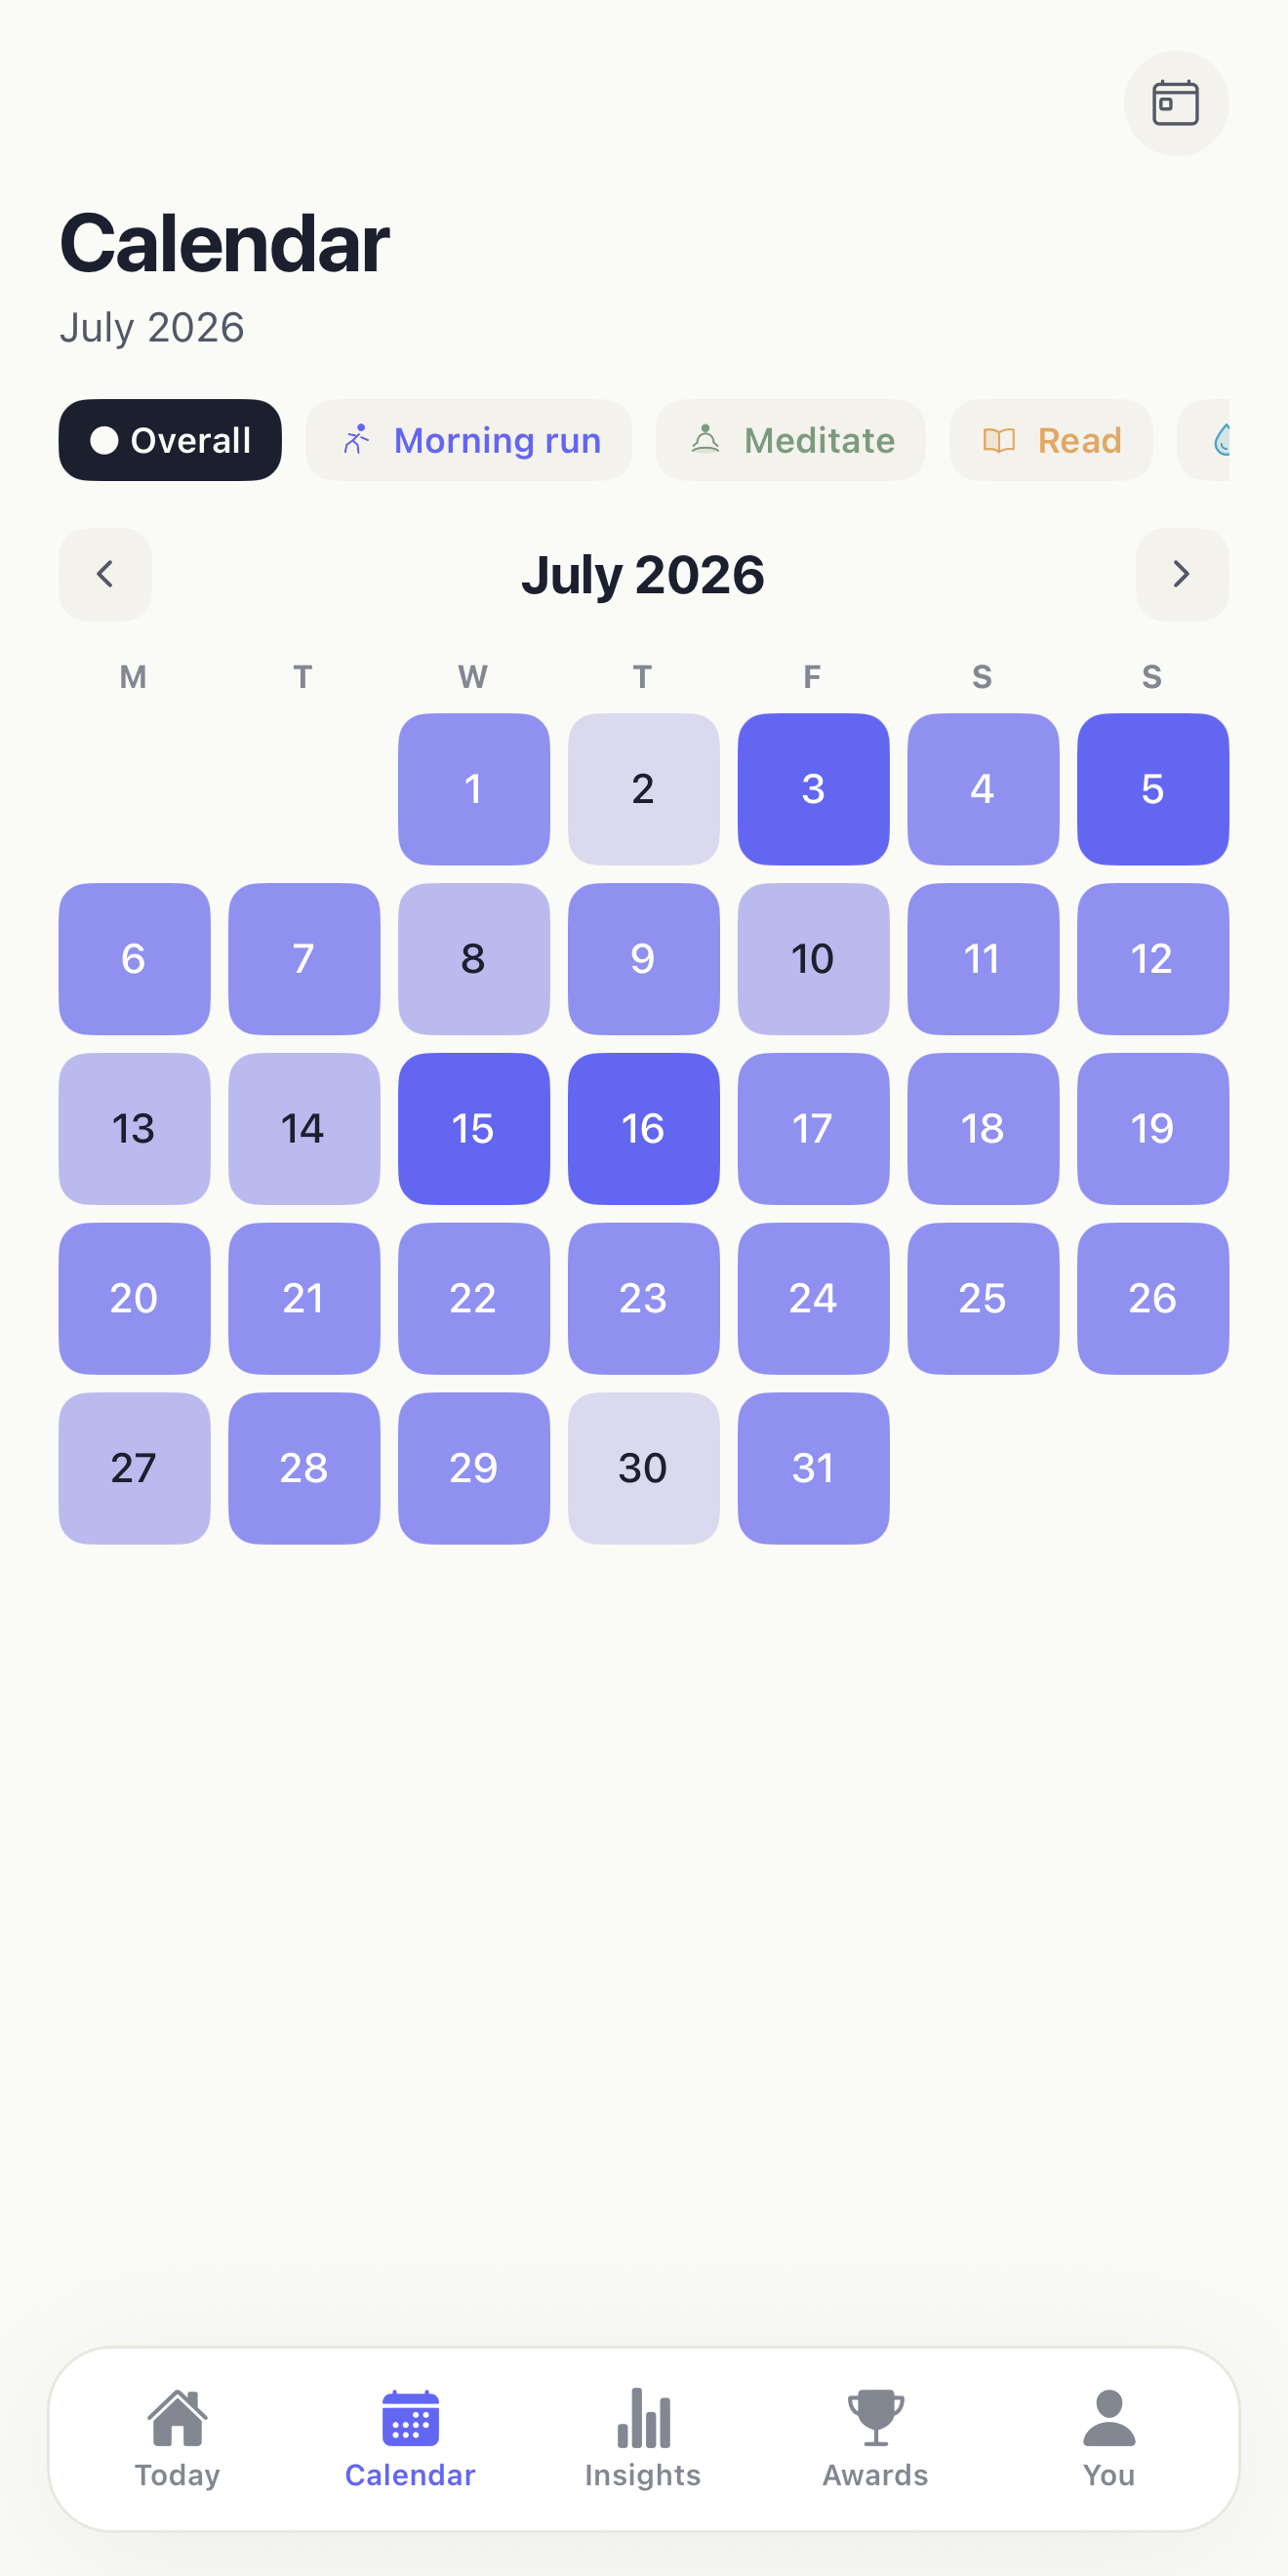 Calendar
July 2026
Overall Morning run Meditate Read
July 2026
M T W T F S S
1 2 3 4 5
6 7 8 9 10 11 12
13 14 15 16 17 18 19
20 21 22 23 24 25 26
27 28 29 30 31
Today Calendar Insights Awards You